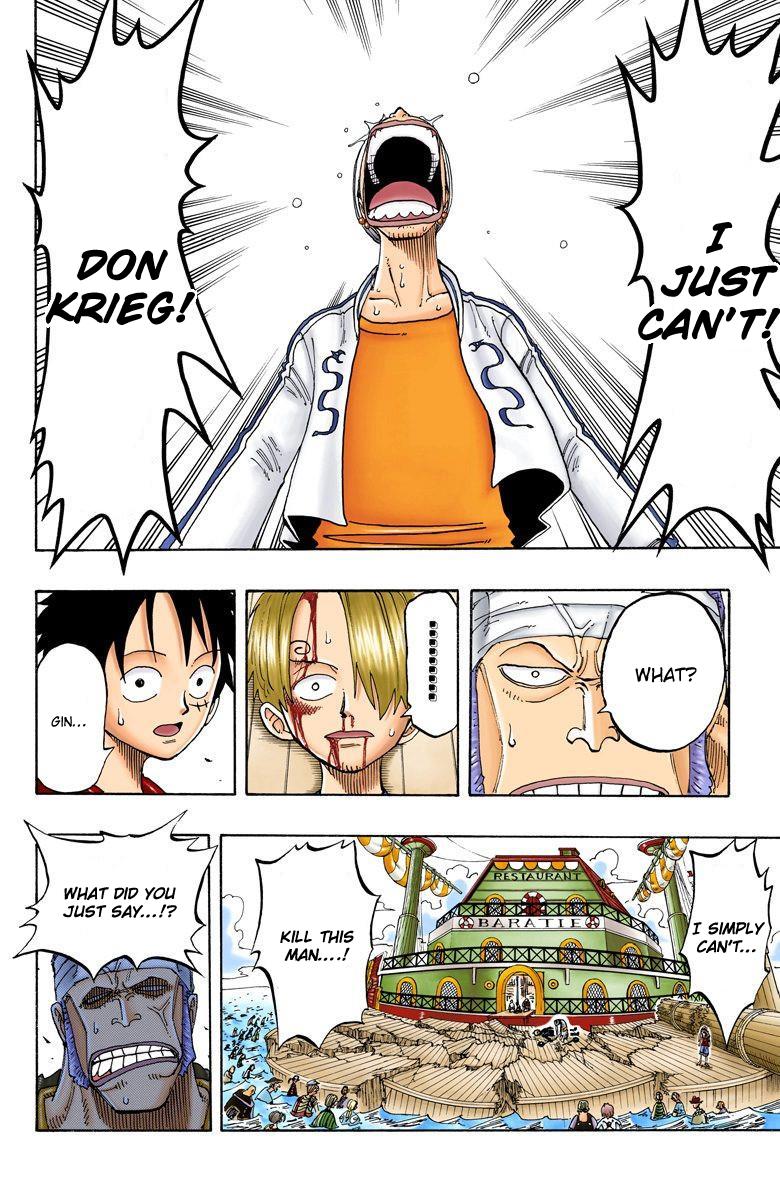 I
JUST
CAN'T!
DON
KRIEG!
WHAT?
.........
GIN...
I SIMPLY
CAN'T...
RESTAURANT
BARATIE
KILL THIS
MAN....!
WHAT DID YOU
JUST SAY...!?